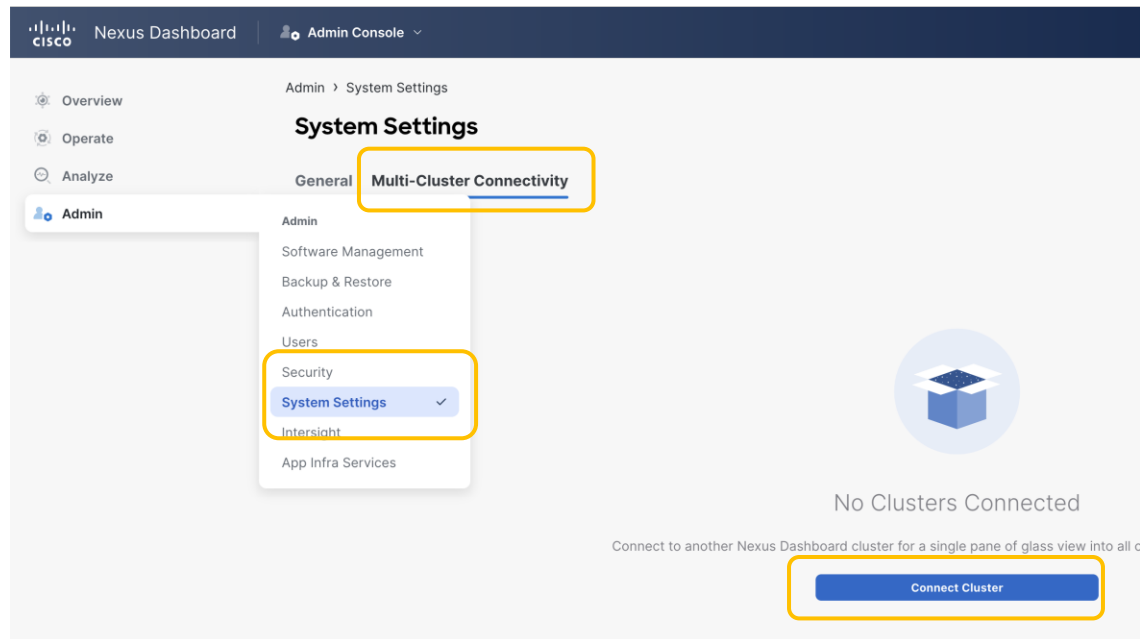 CISCO
Nexus Dashboard
Admin Console
Overview
Operate
Analyze
Admin
Admin › System Settings
System Settings
General
Multi-Cluster Connectivity
Admin
Software Management
Backup & Restore
Authentication
Users
Security
System Settings
Intersight
App Infra Services
No Clusters Connected
Connect to another Nexus Dashboard cluster for a single pane of glass view into all
Connect Cluster